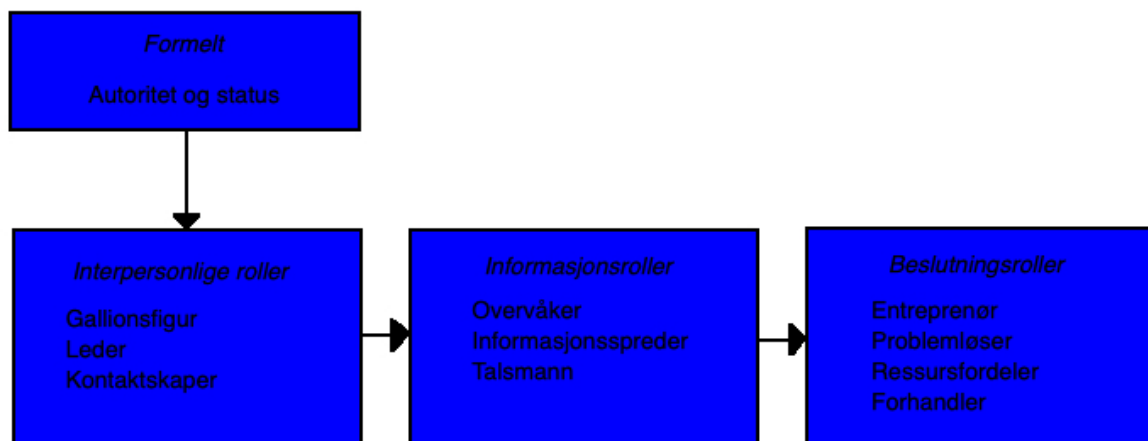 Formelt
Autoritet og status
Interpersonlige roller
Gallionsfigur
Leder
Kontaktskaper
Informasjonsroller
Overvåker
Informasjonsspreder
Talsmann
Beslutningsroller
Entreprenør
Problemløser
Ressursfordeler
Forhandler